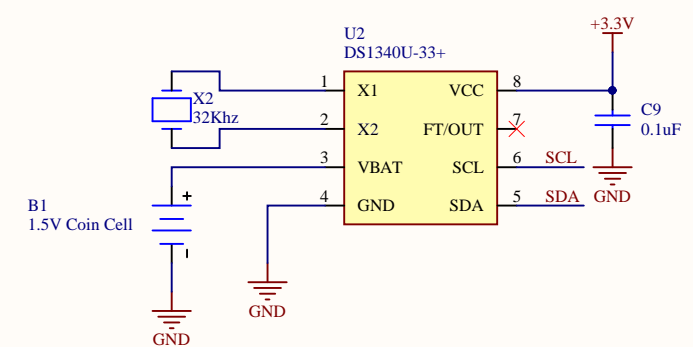 +3.3V
U2
DS1340U-33+
1 X1 VCC 8
X2
32Khz
C9
0.1uF
2 X2 FT/OUT 7
3 VBAT SCL 6 SCL
4 GND SDA 5 SDA
GND
B1
1.5V Coin Cell
+
-
GND
GND